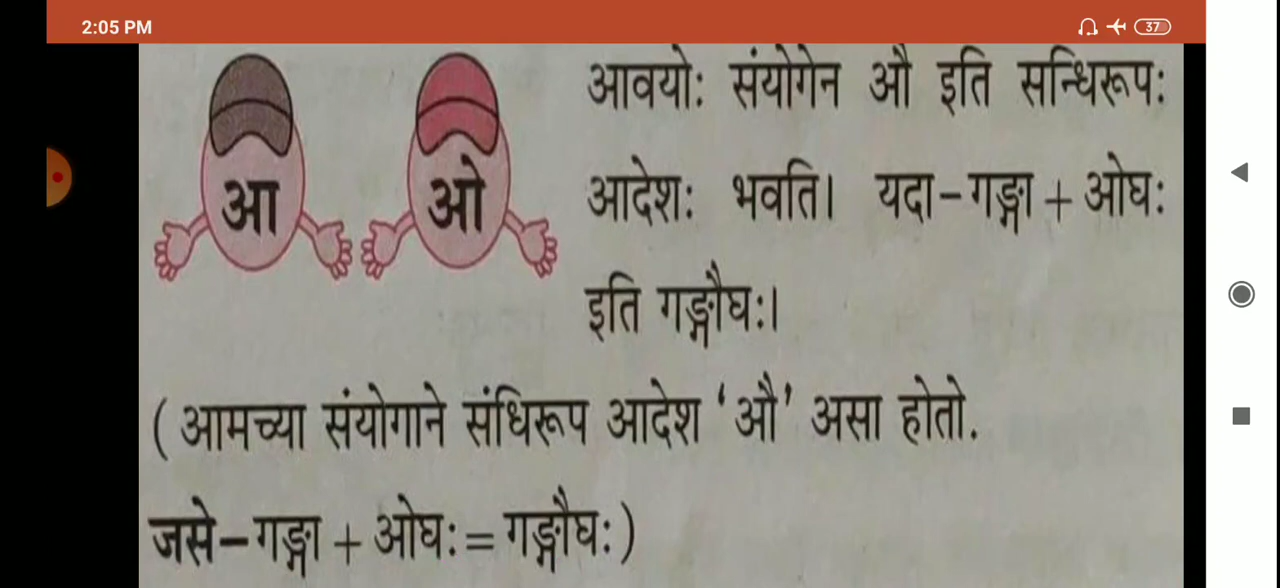 2:05 PM
37
आ
ओ
आवयोः संयोगेन औ इति सन्धिरूपः
आदेशः भवति। यदा-गङ्गा + ओघः
इति गङ्गौघः।
( आमच्या संयोगाने संधिरूप आदेश ‘औ’ असा होतो.
जसे-गङ्गा + ओघः = गङ्गौघः )